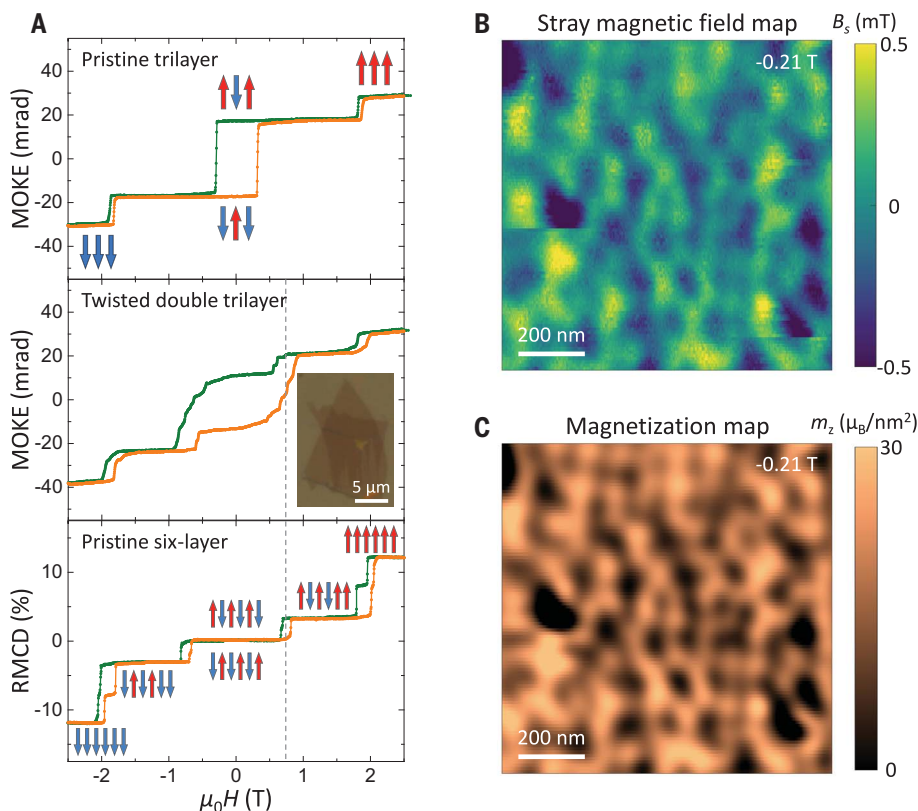 A
Pristine trilayer
MOKE (mrad)
40
20
0
-20
-40
Twisted double trilayer
MOKE (mrad)
40
20
0
-20
-40
5 μm
Pristine six-layer
RMCD (%)
10
0
-10
-2
-1
0
1
2
μ₀H (T)
B
Stray magnetic field map
Bₛ (mT)
-0.21 T
0.5
0
-0.5
200 nm
C
Magnetization map
m_z (μ_B/nm²)
-0.21 T
30
0
200 nm